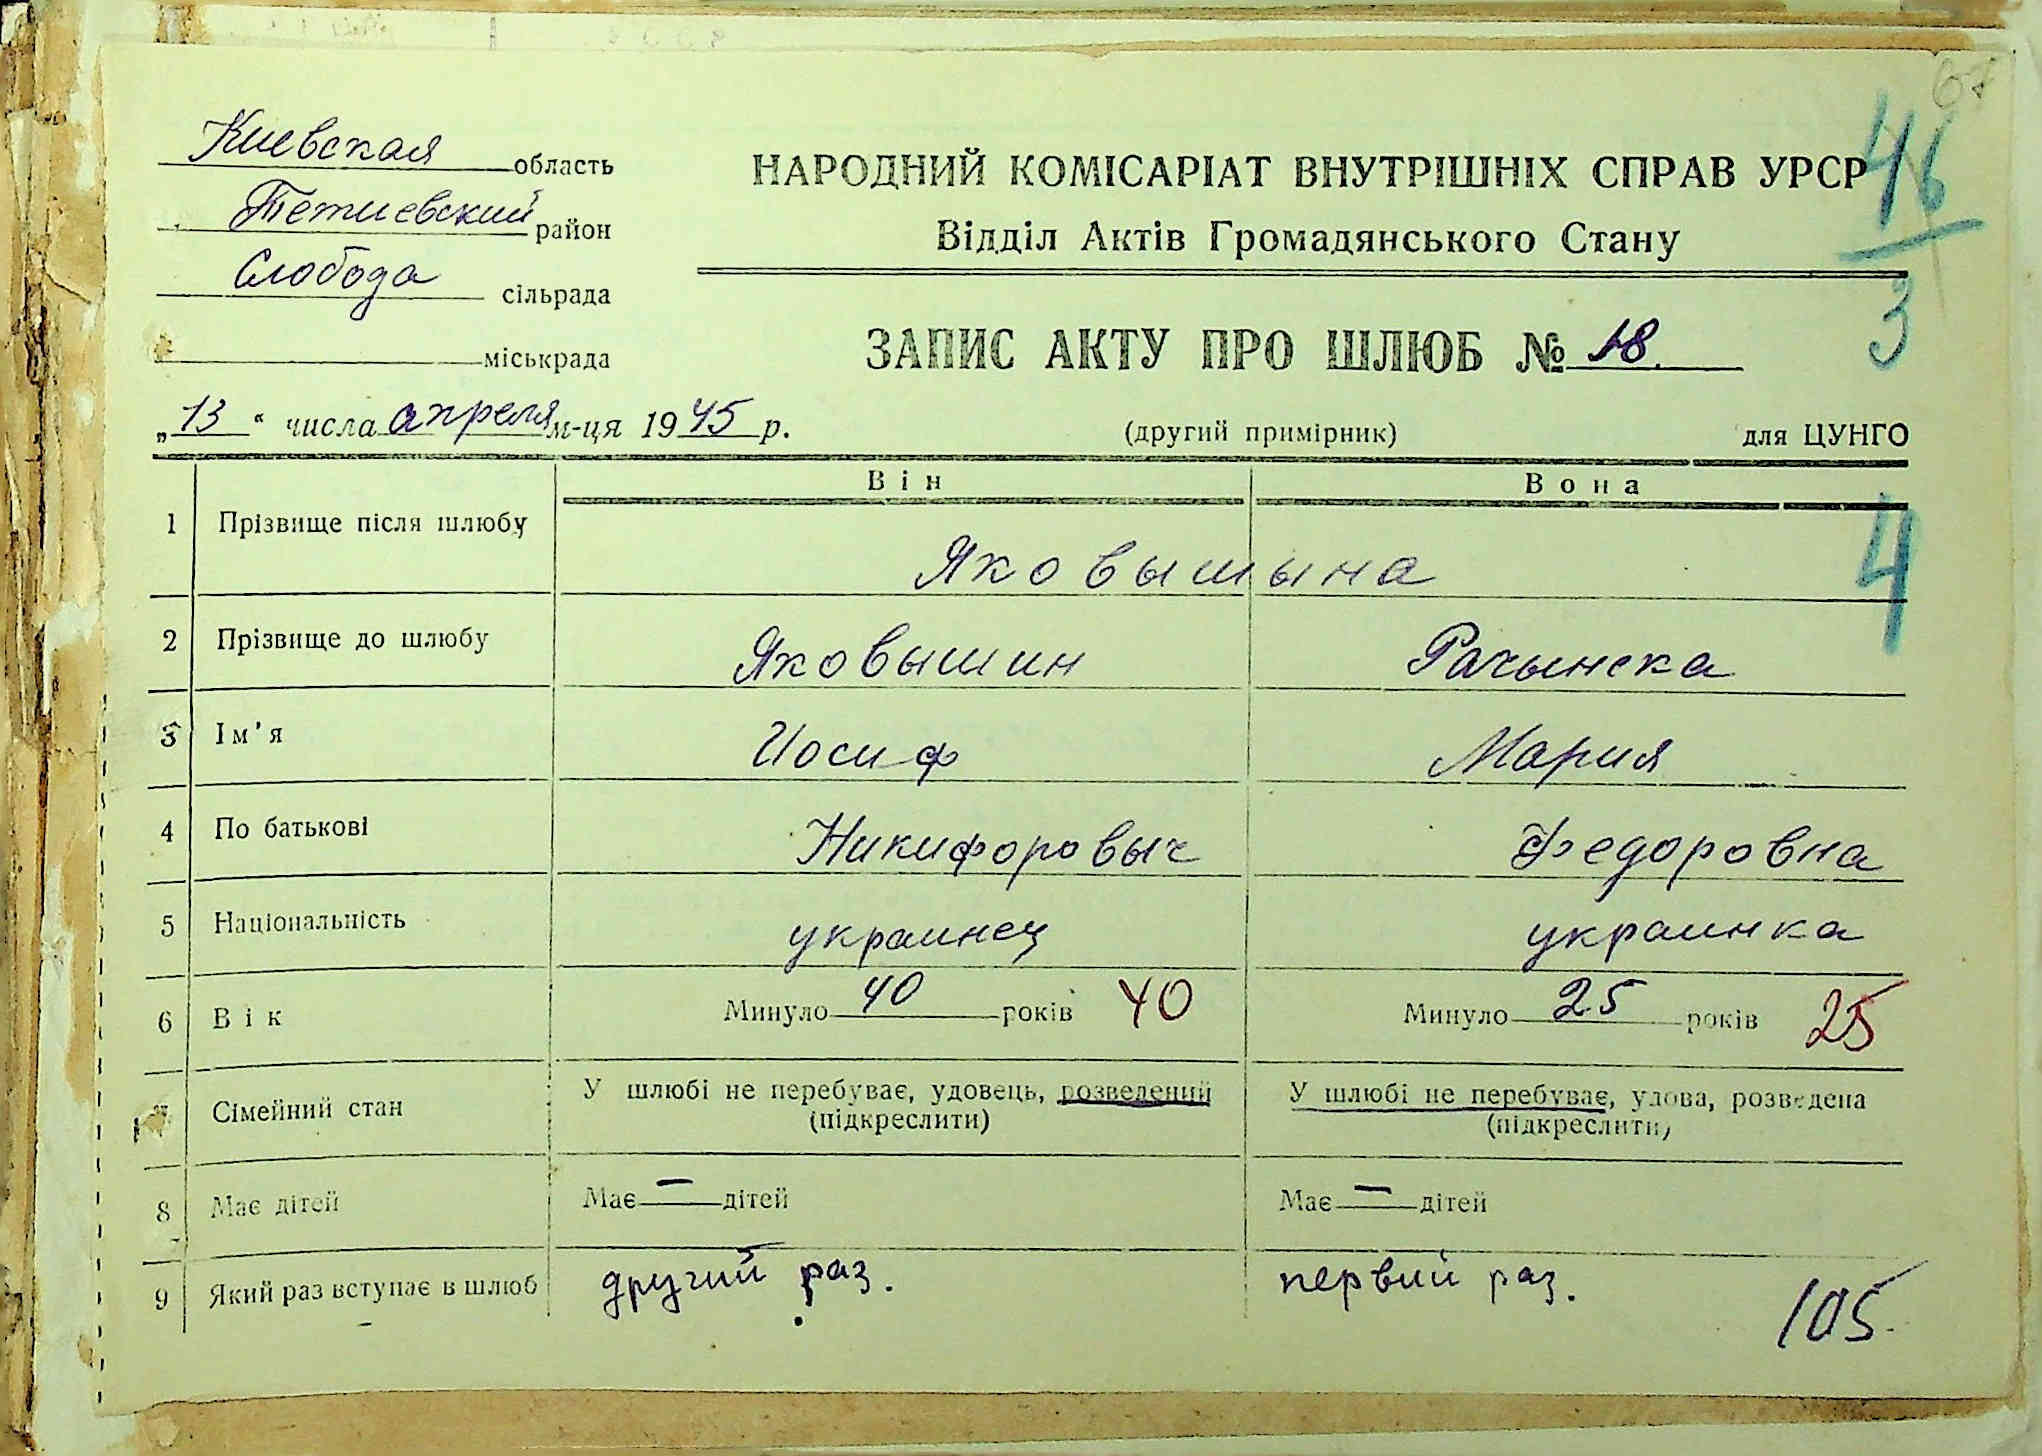 67
46
3
4
Киевская область
Тетиевский район
Слобода сільрада
міськрада
НАРОДНИЙ КОМІСАРІАТ ВНУТРІШНІХ СПРАВ УРСР
Відділ Актів Громадянського Стану
ЗАПИС АКТУ ПРО ШЛЮБ № 18.
„13“ числа апреля м-ця 1945 р.
(другий примірник) для ЦУНГО
Він Вона
1 Прізвище після шлюбу Яковышына
2 Прізвище до шлюбу Яковышин Рачынска
3 Ім'я Иосиф Мария
4 По батькові Никифоровыч Федоровна
5 Національність украинец украинка
6 Вік Минуло 40 років 40 Минуло 25 років 25
7 Сімейний стан У шлюбі не перебуває, удовець, розведений У шлюбі не перебуває, удова, розведена
(підкреслити) (підкреслити)
8 Має дітей Має — дітей Має — дітей
9 Який раз вступає в шлюб другий раз. первий раз.
105